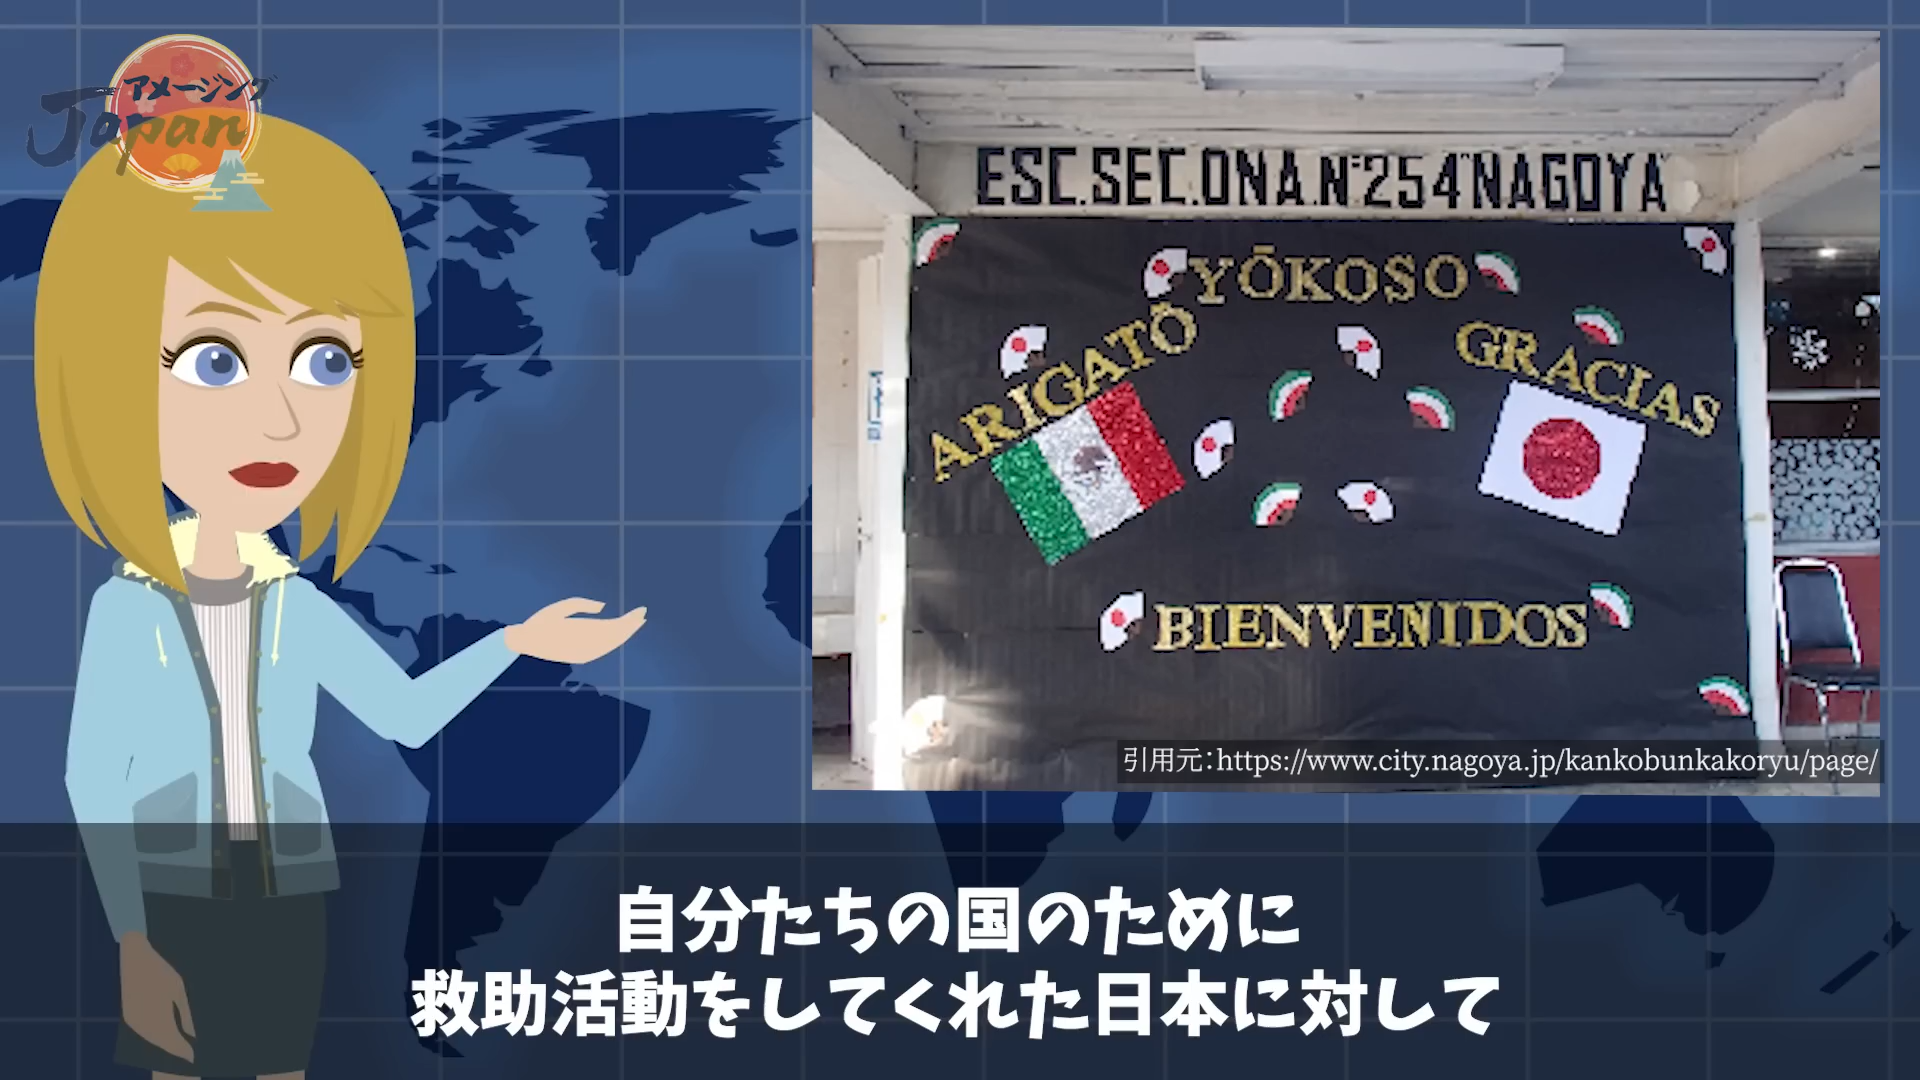 アメージング
Japan
ESC.SEC.ONA.Nº254"NAGOYA"
YŌKOSO
ARIGATŌ
GRACIAS
BIENVENIDOS
引用元：https://www.city.nagoya.jp/kankobunkakoryu/page/
自分たちの国のために
救助活動をしてくれた日本に対して